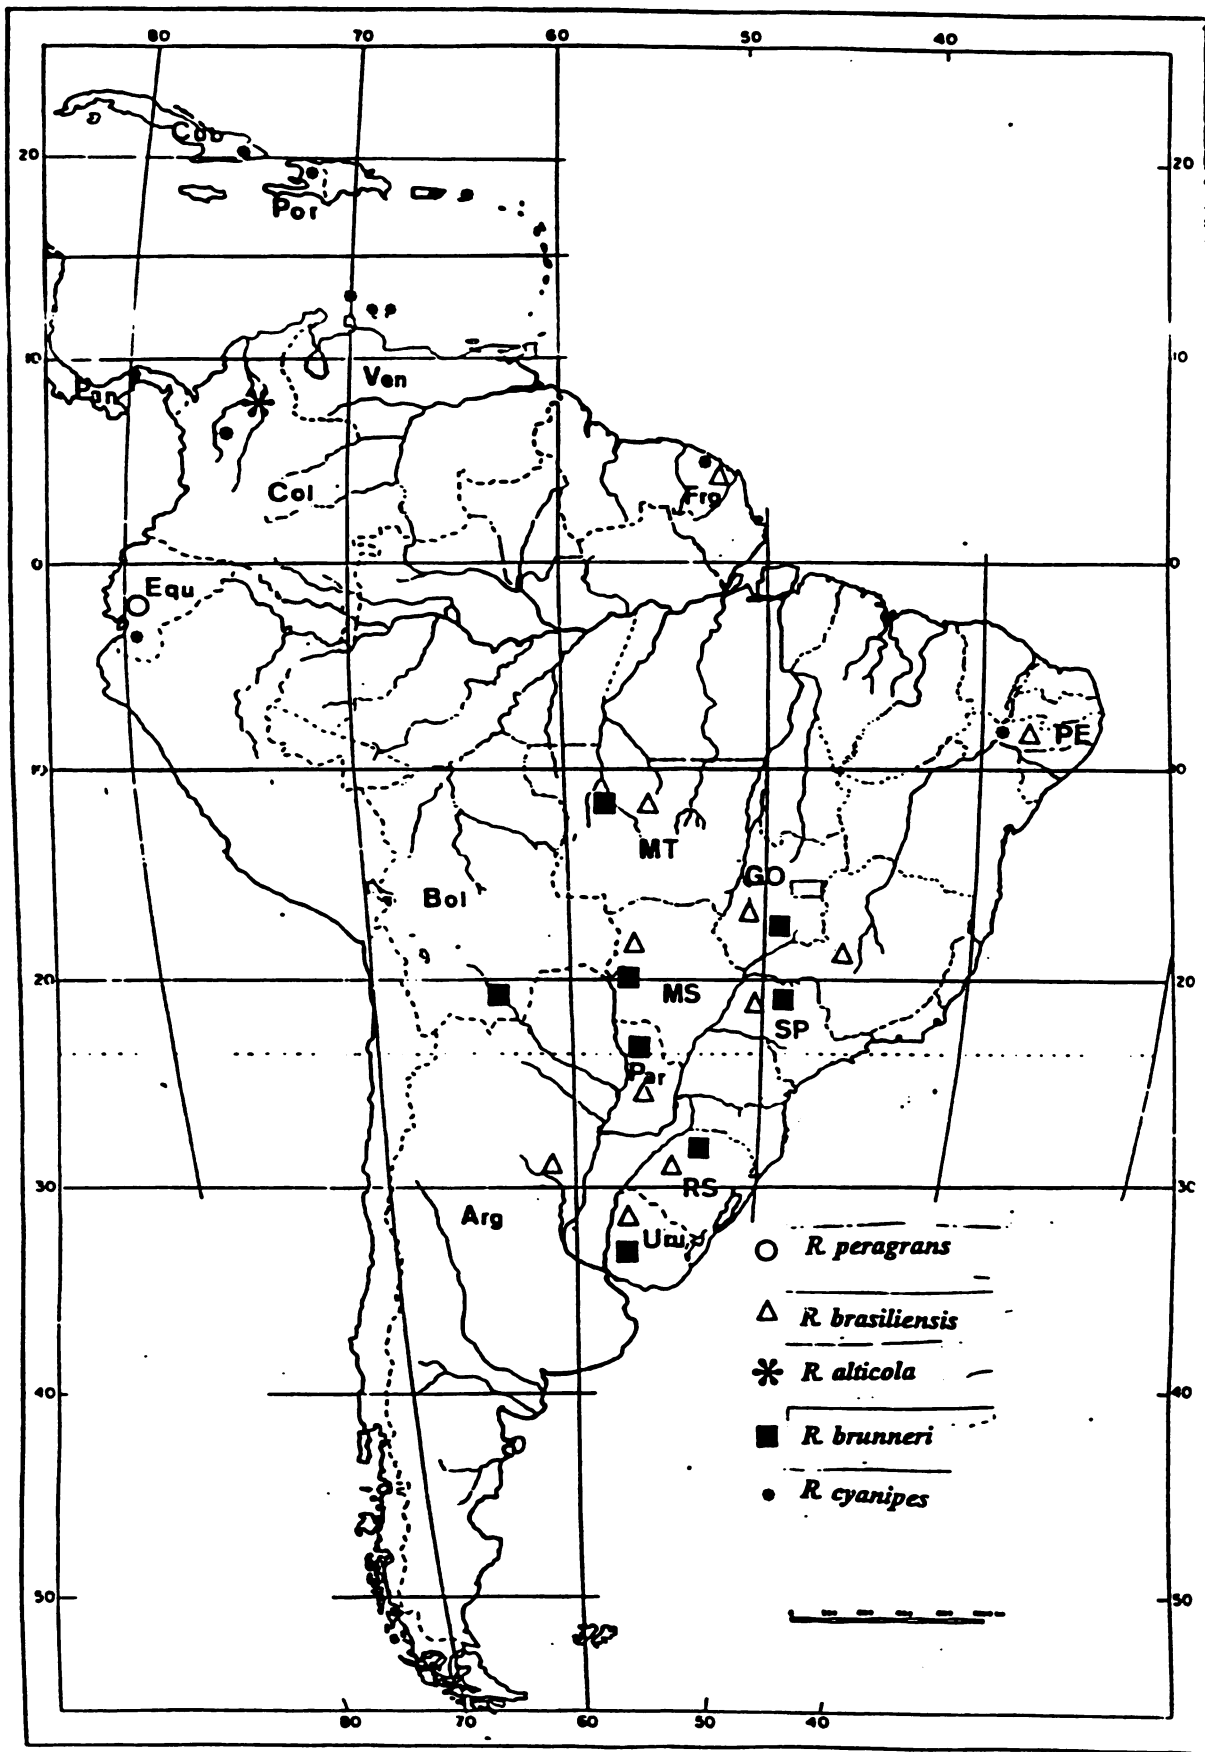 80 70 60 50 40
Cub
20 20
Por
10 10
Pan Ven
Col Frg
0 0
Equ
PE
10
MT
GO
Bol
20 MS 20
SP
Par
30 RS 30
Arg Uru
R. peragrans
R. brasiliensis
R. alticola
40 40
R. brunneri
R. cyanipes
50 50
80 70 60 50 40